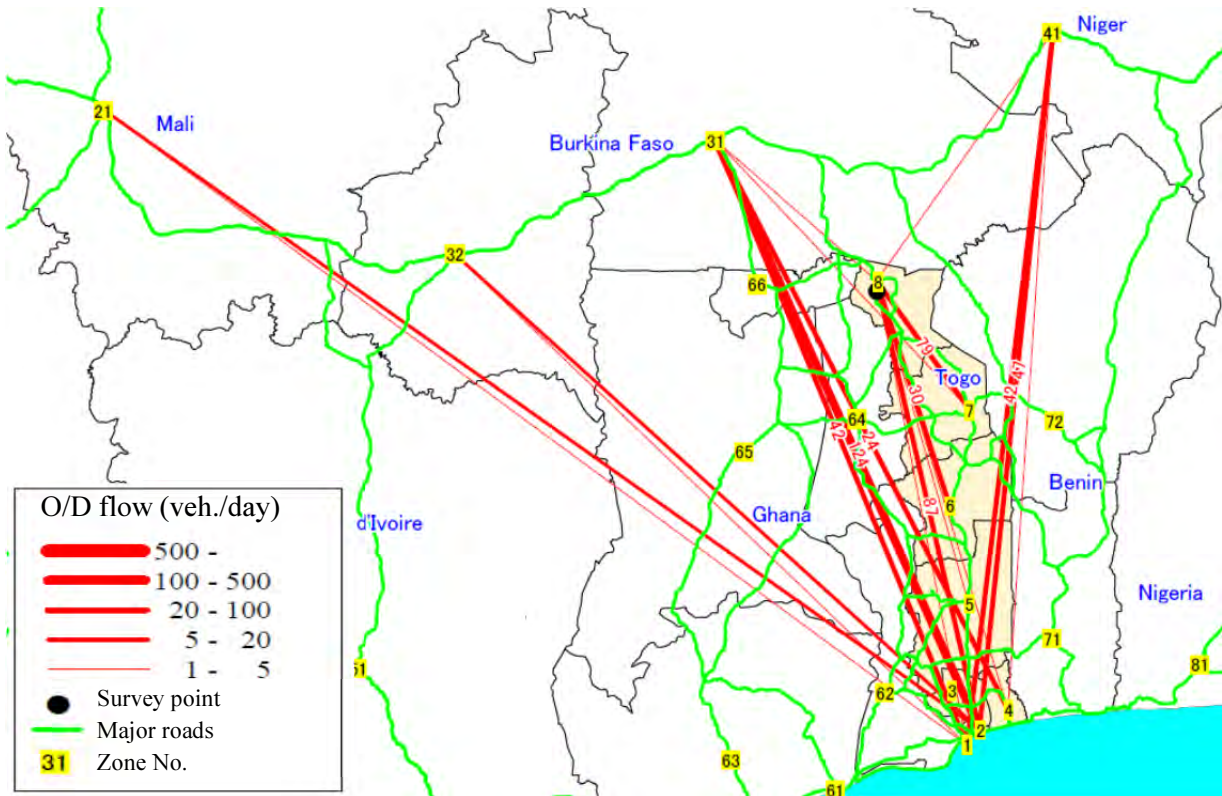 41
Niger
21
Mali
Burkina Faso
31
32
66
8
79
Togo
30
42
47
7
72
64
42
124
24
65
Benin
O/D flow (veh./day)
500 -
100 - 500
20 - 100
5 - 20
1 - 5
Survey point
Major roads
31 Zone No.
d'Ivoire
Ghana
87
6
5
Nigeria
71
51
81
62
3
4
2
1
63
61